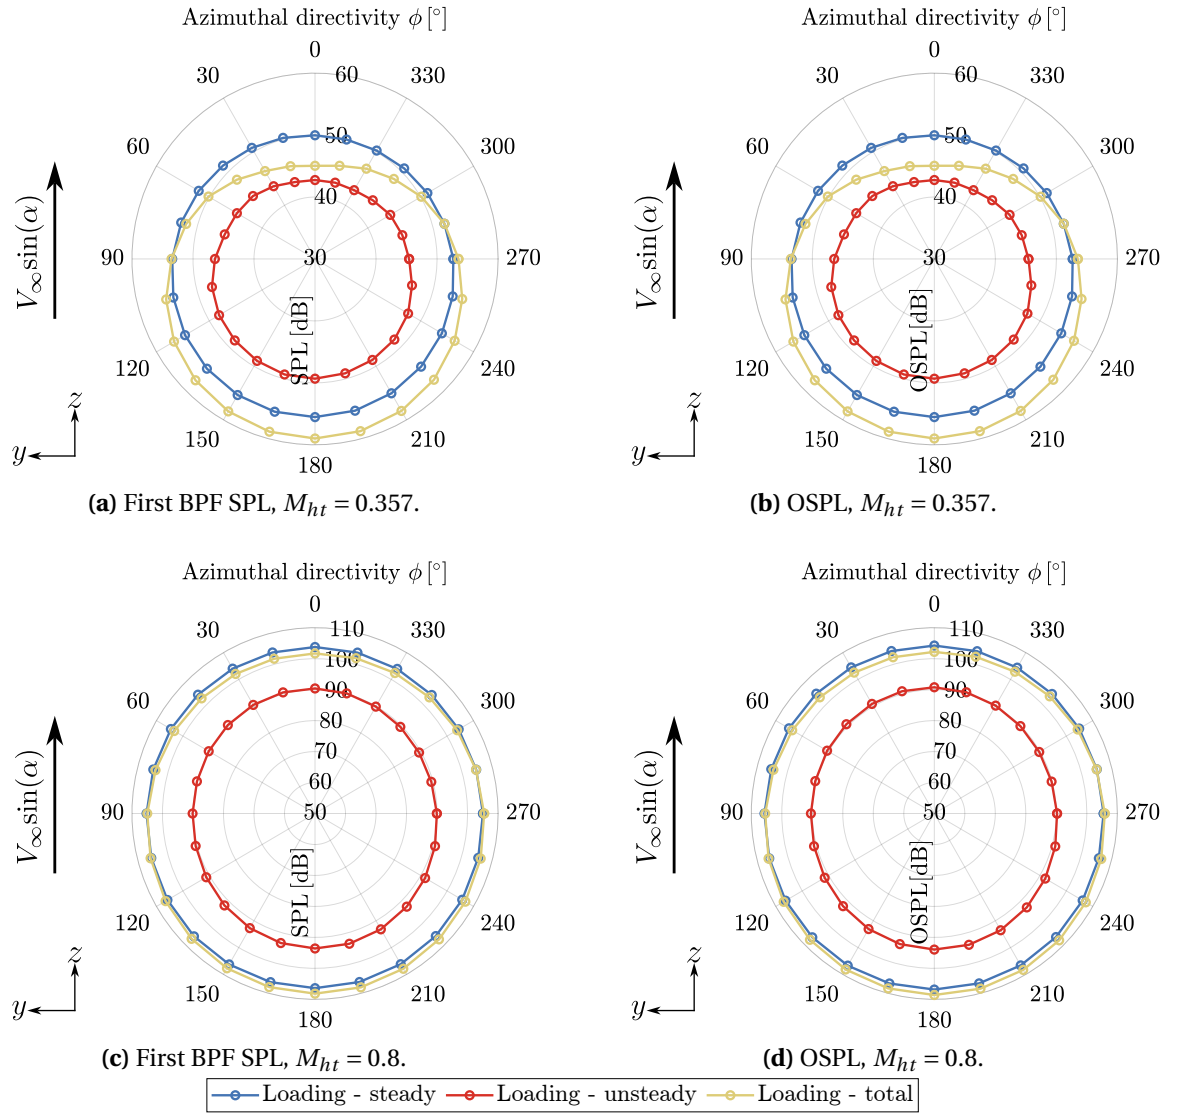 Azimuthal directivity ϕ [°]
0
30 60 330
60 50 300
40
90 30 270
120 240
150 210
180
SPL [dB]
V∞sin(α)
z
y
(a) First BPF SPL, Mht = 0.357.
Azimuthal directivity ϕ [°]
0
30 60 330
60 50 300
40
90 30 270
120 240
150 210
180
OSPL[dB]
V∞sin(α)
z
y
(b) OSPL, Mht = 0.357.
Azimuthal directivity ϕ [°]
0
30 110 330
100
60 90 300
80
70
60
90 50 270
120 240
150 210
180
SPL [dB]
V∞sin(α)
z
y
(c) First BPF SPL, Mht = 0.8.
Azimuthal directivity ϕ [°]
0
30 110 330
100
60 90 300
80
70
60
90 50 270
120 240
150 210
180
OSPL[dB]
V∞sin(α)
z
y
(d) OSPL, Mht = 0.8.
Loading - steady Loading - unsteady Loading - total